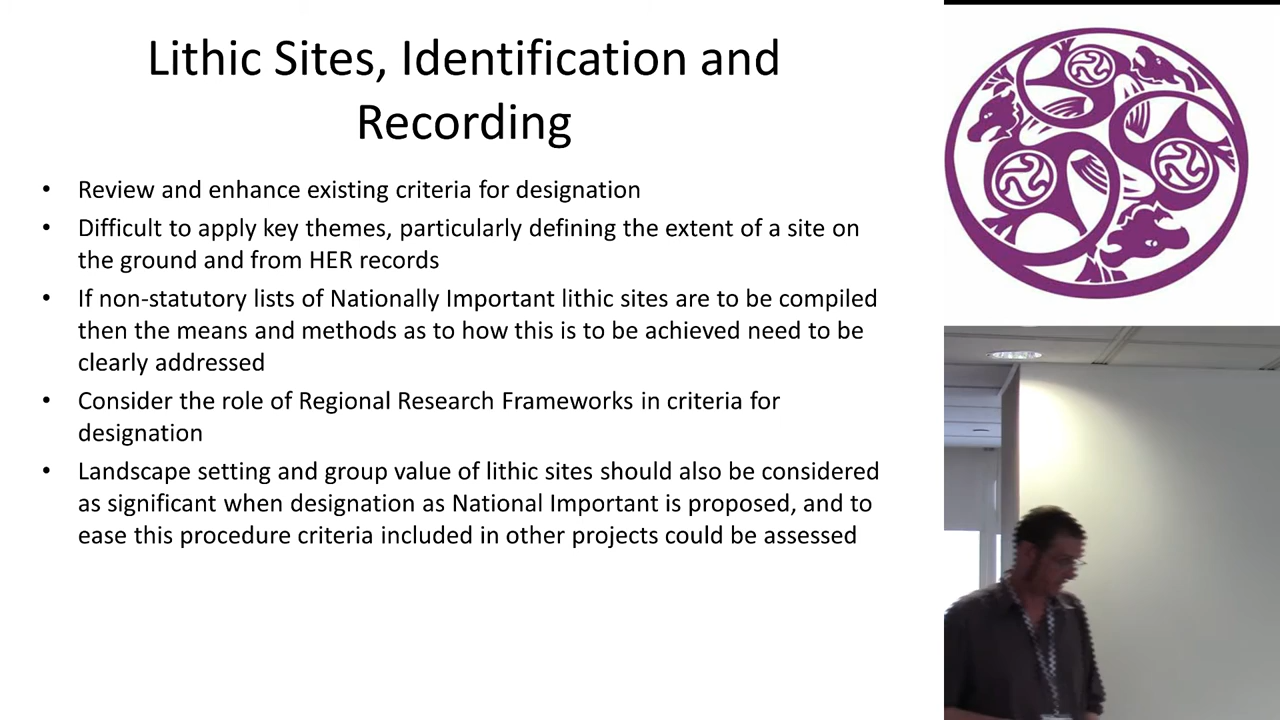 Lithic Sites, Identification and
Recording
• Review and enhance existing criteria for designation
• Difficult to apply key themes, particularly defining the extent of a site on
the ground and from HER records
• If non-statutory lists of Nationally Important lithic sites are to be compiled
then the means and methods as to how this is to be achieved need to be
clearly addressed
• Consider the role of Regional Research Frameworks in criteria for
designation
• Landscape setting and group value of lithic sites should also be considered
as significant when designation as National Important is proposed, and to
ease this procedure criteria included in other projects could be assessed